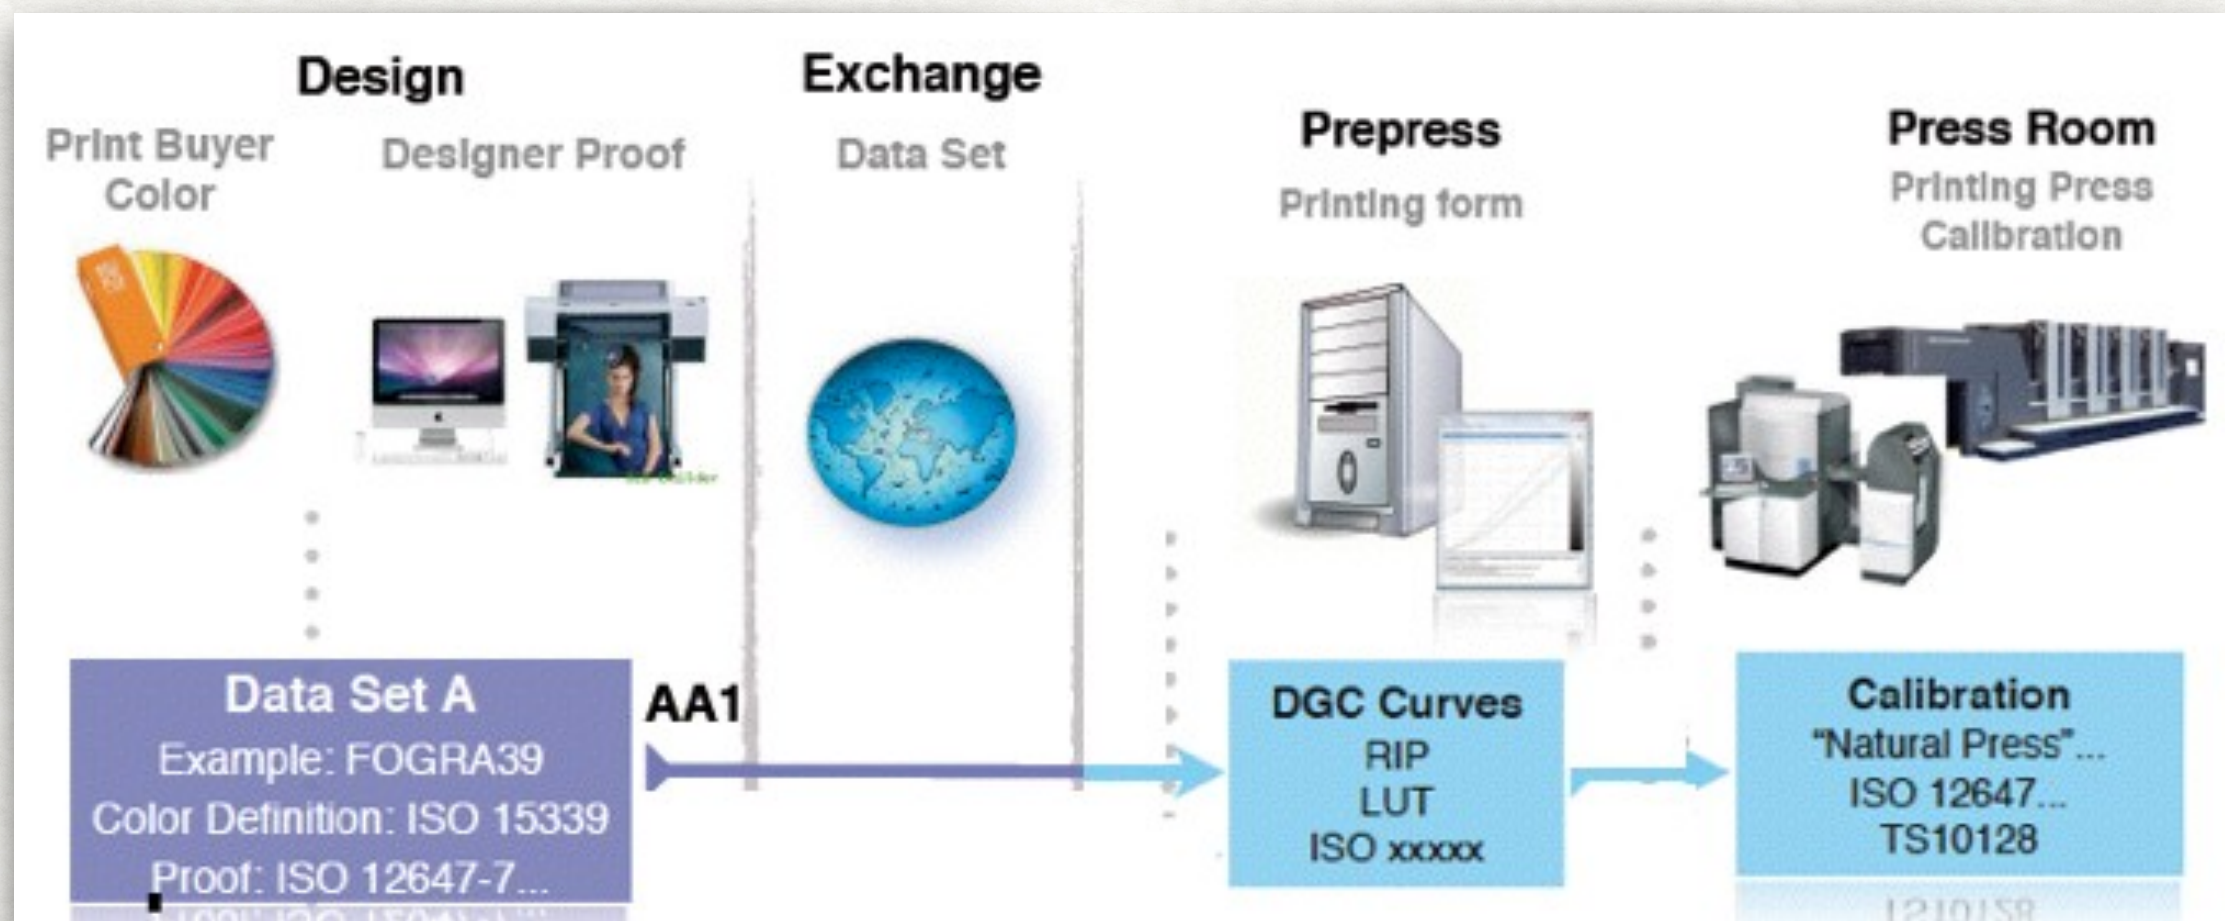 Design
Exchange
Prepress
Press Room
Print Buyer
Color
Designer Proof
Data Set
Printing form
Printing Press
Calibration
Data Set A
Example: FOGRA39
Color Definition: ISO 15339
Proof: ISO 12647-7...
AA1
DGC Curves
RIP
LUT
ISO xxxxx
Calibration
"Natural Press"...
ISO 12647...
TS10128